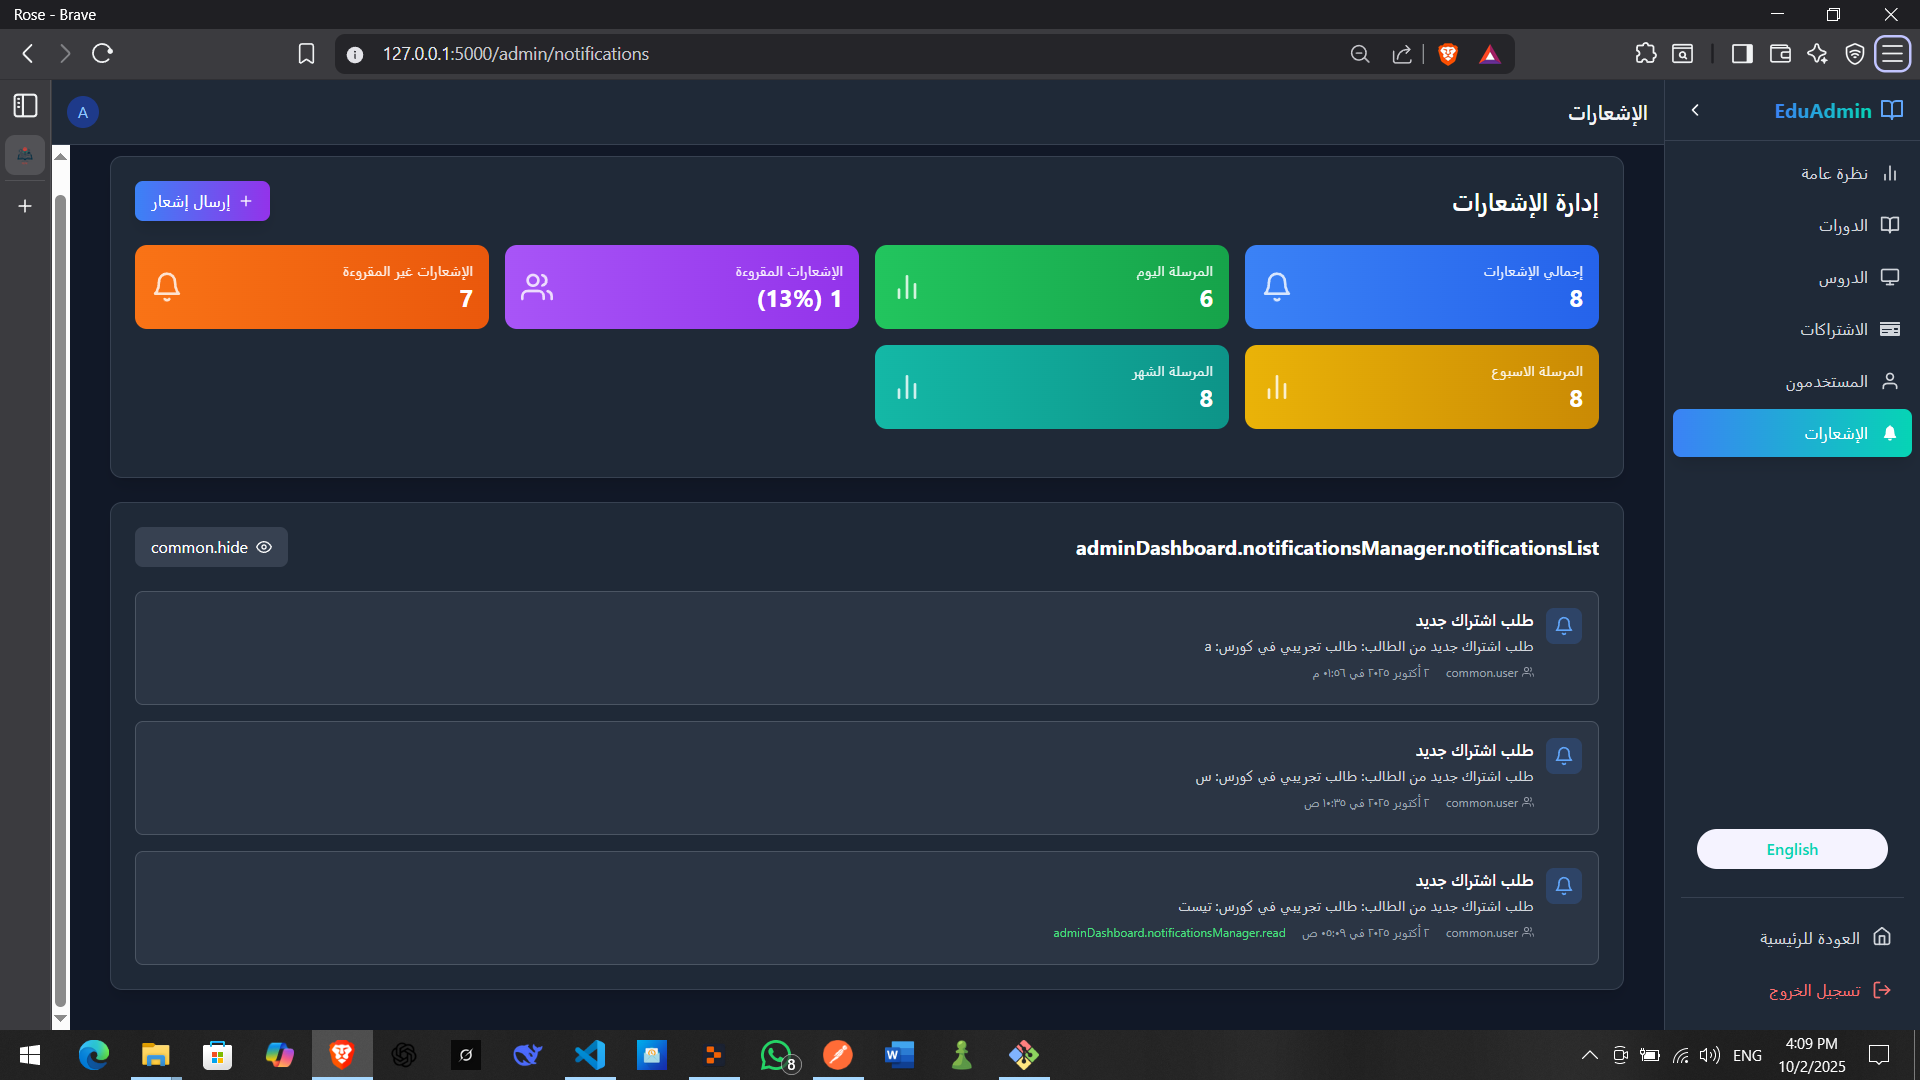 Rose - Brave
127.0.0.1:5000/admin/notifications
EduAdmin
الإشعارات
A
نظرة عامة
الدورات
الدروس
الاشتراكات
المستخدمون
الإشعارات
English
العودة للرئيسية
تسجيل الخروج
إدارة الإشعارات
إرسال إشعار +
إجمالي الإشعارات
8
المرسلة اليوم
6
الإشعارات المقروءة
1 (13%)
الإشعارات غير المقروءة
7
المرسلة الاسبوع
8
المرسلة الشهر
8
adminDashboard.notificationsManager.notificationsList
common.hide
طلب اشتراك جديد
طلب اشتراك جديد من الطالب: طالب تجريبي في كورس: a
common.user ٢ أكتوبر ٢٠٢٥ في ٠١:٥٦ م
طلب اشتراك جديد
طلب اشتراك جديد من الطالب: طالب تجريبي في كورس: س
common.user ٢ أكتوبر ٢٠٢٥ في ١٠:٣٥ ص
طلب اشتراك جديد
طلب اشتراك جديد من الطالب: طالب تجريبي في كورس: تيست
common.user ٢ أكتوبر ٢٠٢٥ في ٠٥:٠٩ ص adminDashboard.notificationsManager.read
8
ENG
4:09 PM
10/2/2025